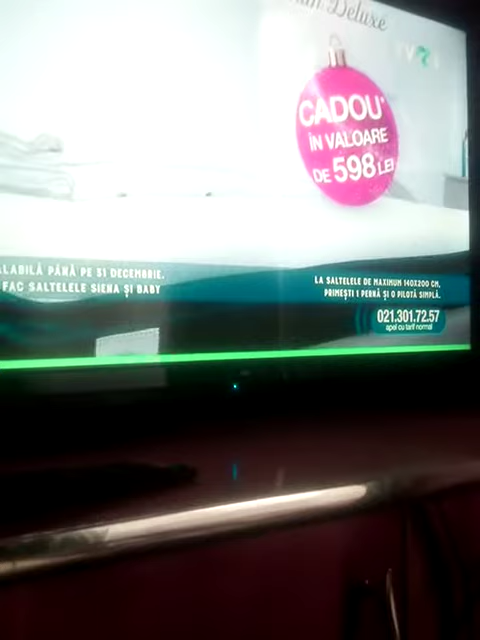 Deluxe
CADOU*
ÎN VALOARE
DE 598 LEI
PÂNĂ PE 31 DECEMBRIE.
FAC SALTELELE SIENA ȘI BABY
LA SALTELELE DE MAXIMUM 140X200 CM,
PRIMEȘTI 1 PERNĂ ȘI O PILOTĂ SIMPLĂ.
021.301.72.57
apel cu tarif normal